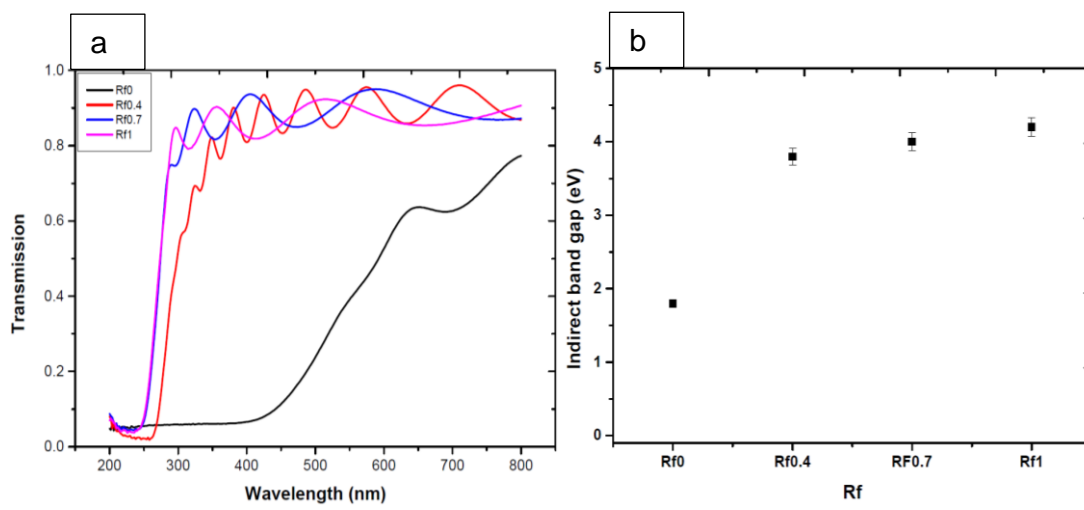 a
1.0
0.8
0.6
0.4
0.2
0.0
Transmission
Rf0
Rf0.4
Rf0.7
Rf1
200 300 400 500 600 700 800
Wavelength (nm)
b
5
4
3
2
1
0
Indirect band gap (eV)
Rf0 Rf0.4 RF0.7 Rf1
Rf